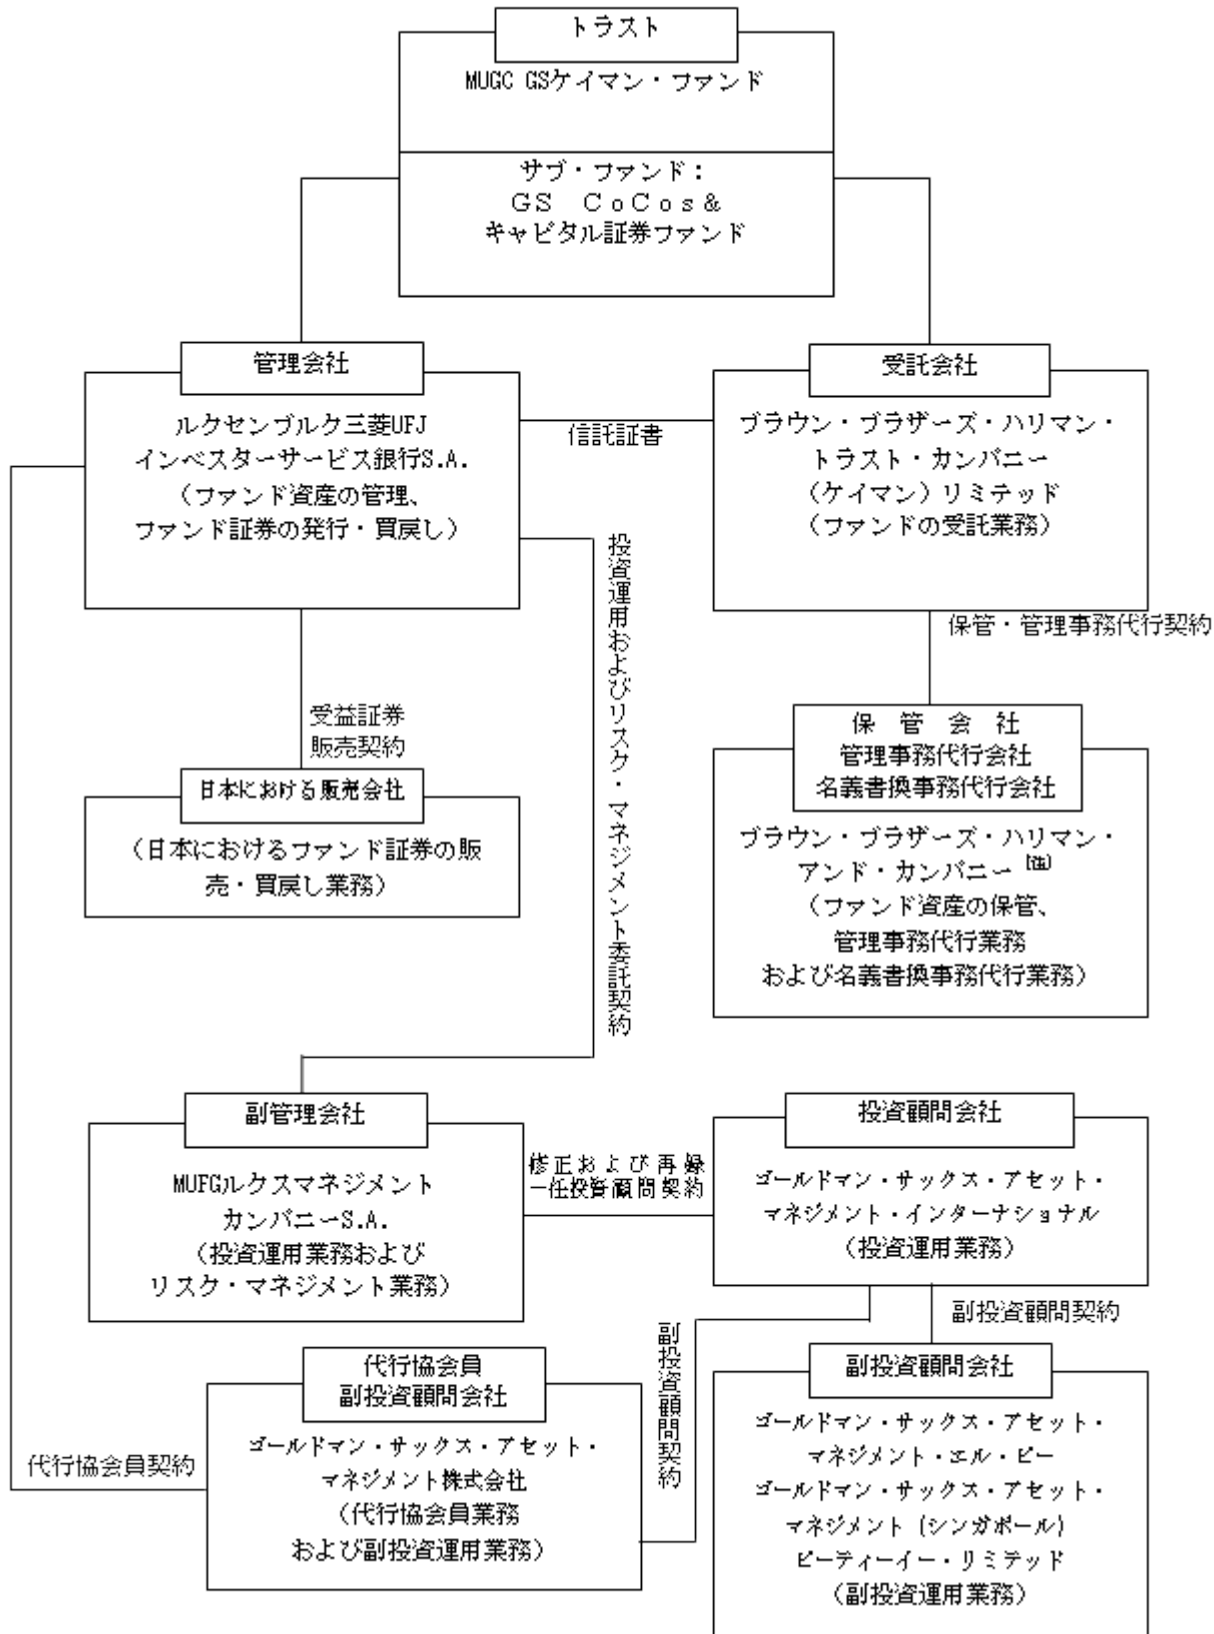 トラスト
MUGC GSケイマン・ファンド
サブ・ファンド：
GS　CoCos&
キャピタル証券ファンド
管理会社
ルクセンブルク三菱UFJ
インベスターサービス銀行S.A.
（ファンド資産の管理、
ファンド証券の発行・買戻し）
信託証書
受託会社
ブラウン・ブラザーズ・ハリマン・
トラスト・カンパニー
（ケイマン）リミテッド
（ファンドの受託業務）
投資運用およびリスク・マネジメント委託契約
保管・管理事務代行契約
受益証券
販売契約
日本における販売会社
（日本におけるファンド証券の販
売・買戻し業務）
保　管　会　社
管理事務代行会社
名義書換事務代行会社
ブラウン・ブラザーズ・ハリマン・
アンド・カンパニー
（ファンド資産の保管、
管理事務代行業務
および名義書換事務代行業務）
副管理会社
MUFGルクスマネジメント
カンパニーS.A.
（投資運用業務および
リスク・マネジメント業務）
修正および再録
一任投資顧問契約
投資顧問会社
ゴールドマン・サックス・アセット・
マネジメント・インターナショナル
（投資運用業務）
副投資顧問契約
副投資顧問契約
代行協会員
副投資顧問会社
ゴールドマン・サックス・アセット・
マネジメント株式会社
（代行協会員業務
および副投資運用業務）
代行協会員契約
副投資顧問会社
ゴールドマン・サックス・アセット・
マネジメント・エル・ピー
ゴールドマン・サックス・アセット・
マネジメント（シンガポール）
ピーティーイー・リミテッド
（副投資運用業務）